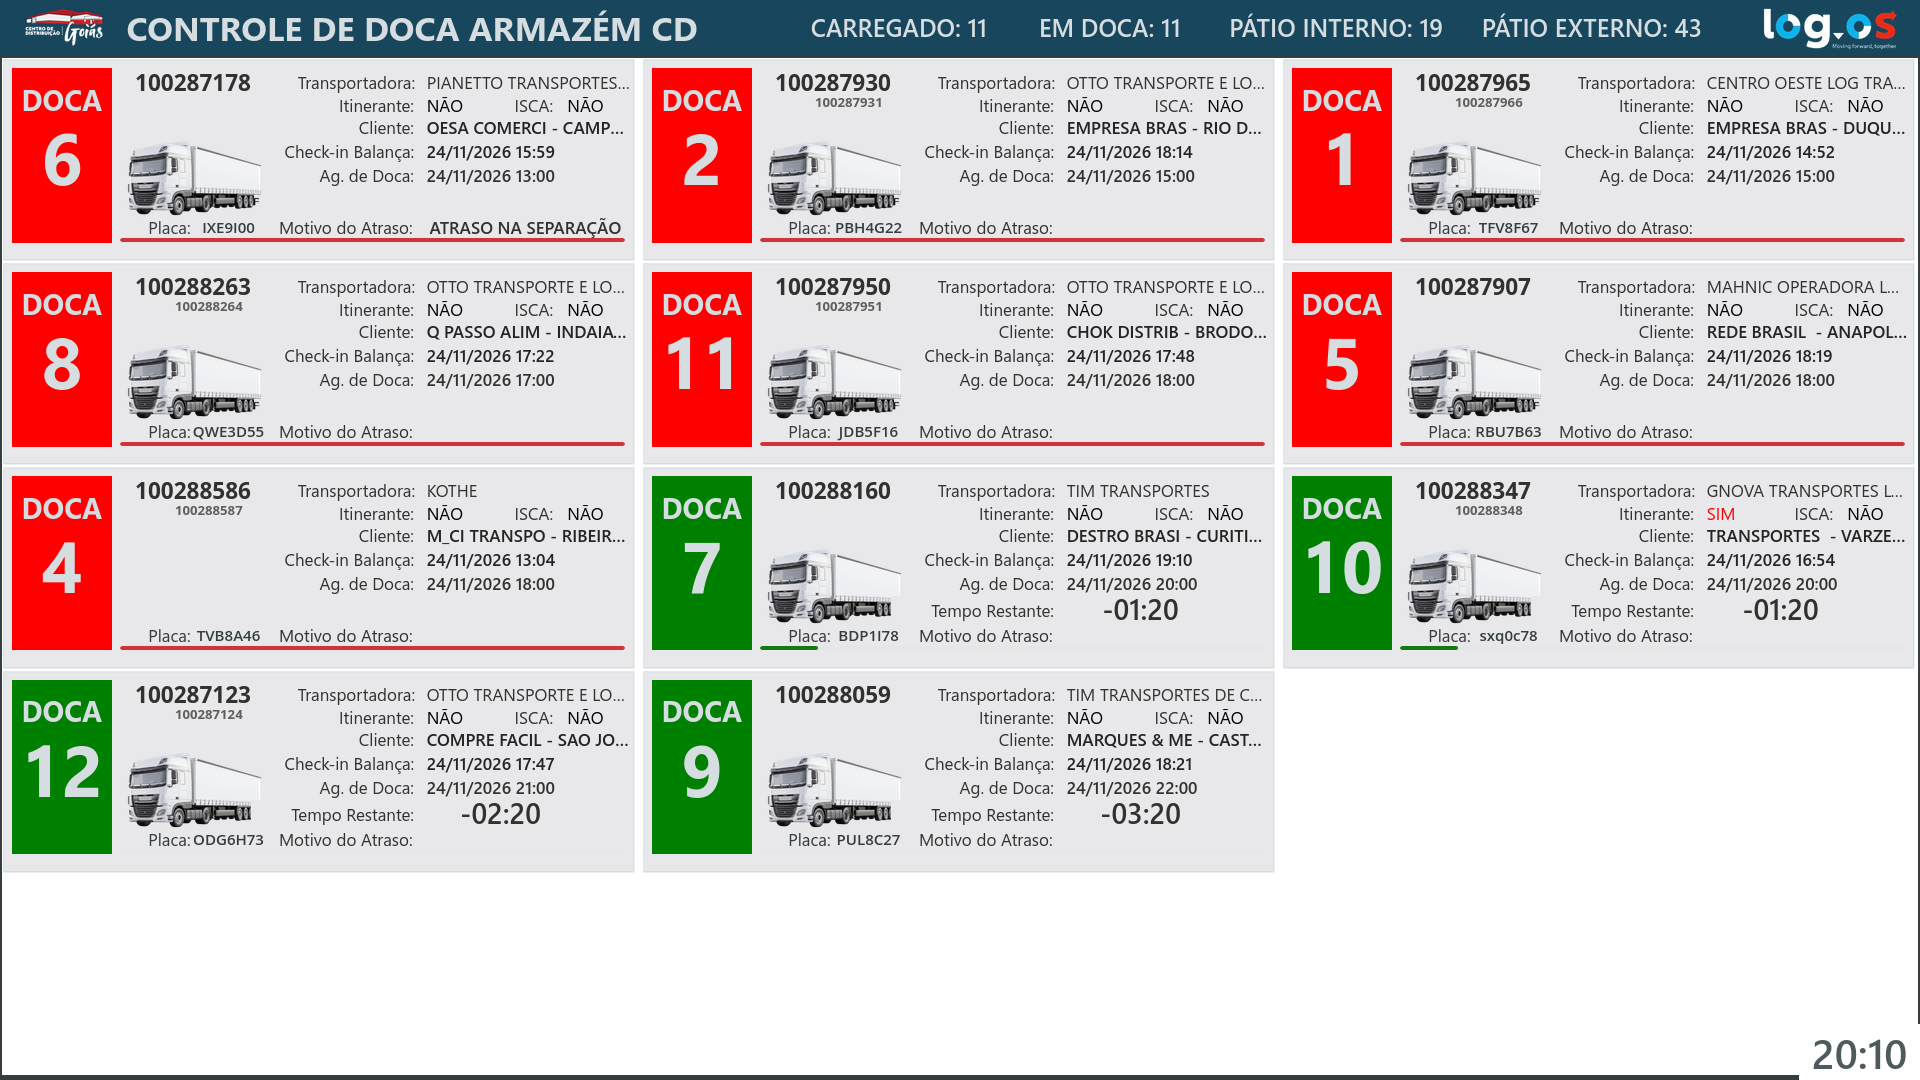 CENTRO DE DISTRIBUIÇÃO Goiás
CONTROLE DE DOCA ARMAZÉM CD
CARREGADO: 11
EM DOCA: 11
PÁTIO INTERNO: 19
PÁTIO EXTERNO: 43
log.os
Moving forward, together
DOCA
6
100287178
Transportadora: PIANETTO TRANSPORTES...
Itinerante: NÃO ISCA: NÃO
Cliente: OESA COMERCI - CAMP...
Check-in Balança: 24/11/2026 15:59
Ag. de Doca: 24/11/2026 13:00
Placa: IXE9I00 Motivo do Atraso: ATRASO NA SEPARAÇÃO
DOCA
2
100287930
100287931
Transportadora: OTTO TRANSPORTE E LO...
Itinerante: NÃO ISCA: NÃO
Cliente: EMPRESA BRAS - RIO D...
Check-in Balança: 24/11/2026 18:14
Ag. de Doca: 24/11/2026 15:00
Placa: PBH4G22 Motivo do Atraso:
DOCA
1
100287965
100287966
Transportadora: CENTRO OESTE LOG TRA...
Itinerante: NÃO ISCA: NÃO
Cliente: EMPRESA BRAS - DUQU...
Check-in Balança: 24/11/2026 14:52
Ag. de Doca: 24/11/2026 15:00
Placa: TFV8F67 Motivo do Atraso:
DOCA
8
100288263
100288264
Transportadora: OTTO TRANSPORTE E LO...
Itinerante: NÃO ISCA: NÃO
Cliente: Q PASSO ALIM - INDAIA...
Check-in Balança: 24/11/2026 17:22
Ag. de Doca: 24/11/2026 17:00
Placa: QWE3D55 Motivo do Atraso:
DOCA
11
100287950
100287951
Transportadora: OTTO TRANSPORTE E LO...
Itinerante: NÃO ISCA: NÃO
Cliente: CHOK DISTRIB - BRODO...
Check-in Balança: 24/11/2026 17:48
Ag. de Doca: 24/11/2026 18:00
Placa: JDB5F16 Motivo do Atraso:
DOCA
5
100287907
Transportadora: MAHNIC OPERADORA L...
Itinerante: NÃO ISCA: NÃO
Cliente: REDE BRASIL - ANAPOL...
Check-in Balança: 24/11/2026 18:19
Ag. de Doca: 24/11/2026 18:00
Placa: RBU7B63 Motivo do Atraso:
DOCA
4
100288586
100288587
Transportadora: KOTHE
Itinerante: NÃO ISCA: NÃO
Cliente: M_CI TRANSPO - RIBEIR...
Check-in Balança: 24/11/2026 13:04
Ag. de Doca: 24/11/2026 18:00
Placa: TVB8A46 Motivo do Atraso:
DOCA
7
100288160
Transportadora: TIM TRANSPORTES
Itinerante: NÃO ISCA: NÃO
Cliente: DESTRO BRASI - CURITI...
Check-in Balança: 24/11/2026 19:10
Ag. de Doca: 24/11/2026 20:00
Tempo Restante: -01:20
Placa: BDP1I78 Motivo do Atraso:
DOCA
10
100288347
100288348
Transportadora: GNOVA TRANSPORTES L...
Itinerante: SIM ISCA: NÃO
Cliente: TRANSPORTES - VARZE...
Check-in Balança: 24/11/2026 16:54
Ag. de Doca: 24/11/2026 20:00
Tempo Restante: -01:20
Placa: sxq0c78 Motivo do Atraso:
DOCA
12
100287123
100287124
Transportadora: OTTO TRANSPORTE E LO...
Itinerante: NÃO ISCA: NÃO
Cliente: COMPRE FACIL - SAO JO...
Check-in Balança: 24/11/2026 17:47
Ag. de Doca: 24/11/2026 21:00
Tempo Restante: -02:20
Placa: ODG6H73 Motivo do Atraso:
DOCA
9
100288059
Transportadora: TIM TRANSPORTES DE C...
Itinerante: NÃO ISCA: NÃO
Cliente: MARQUES & ME - CAST...
Check-in Balança: 24/11/2026 18:21
Ag. de Doca: 24/11/2026 22:00
Tempo Restante: -03:20
Placa: PUL8C27 Motivo do Atraso:
20:10